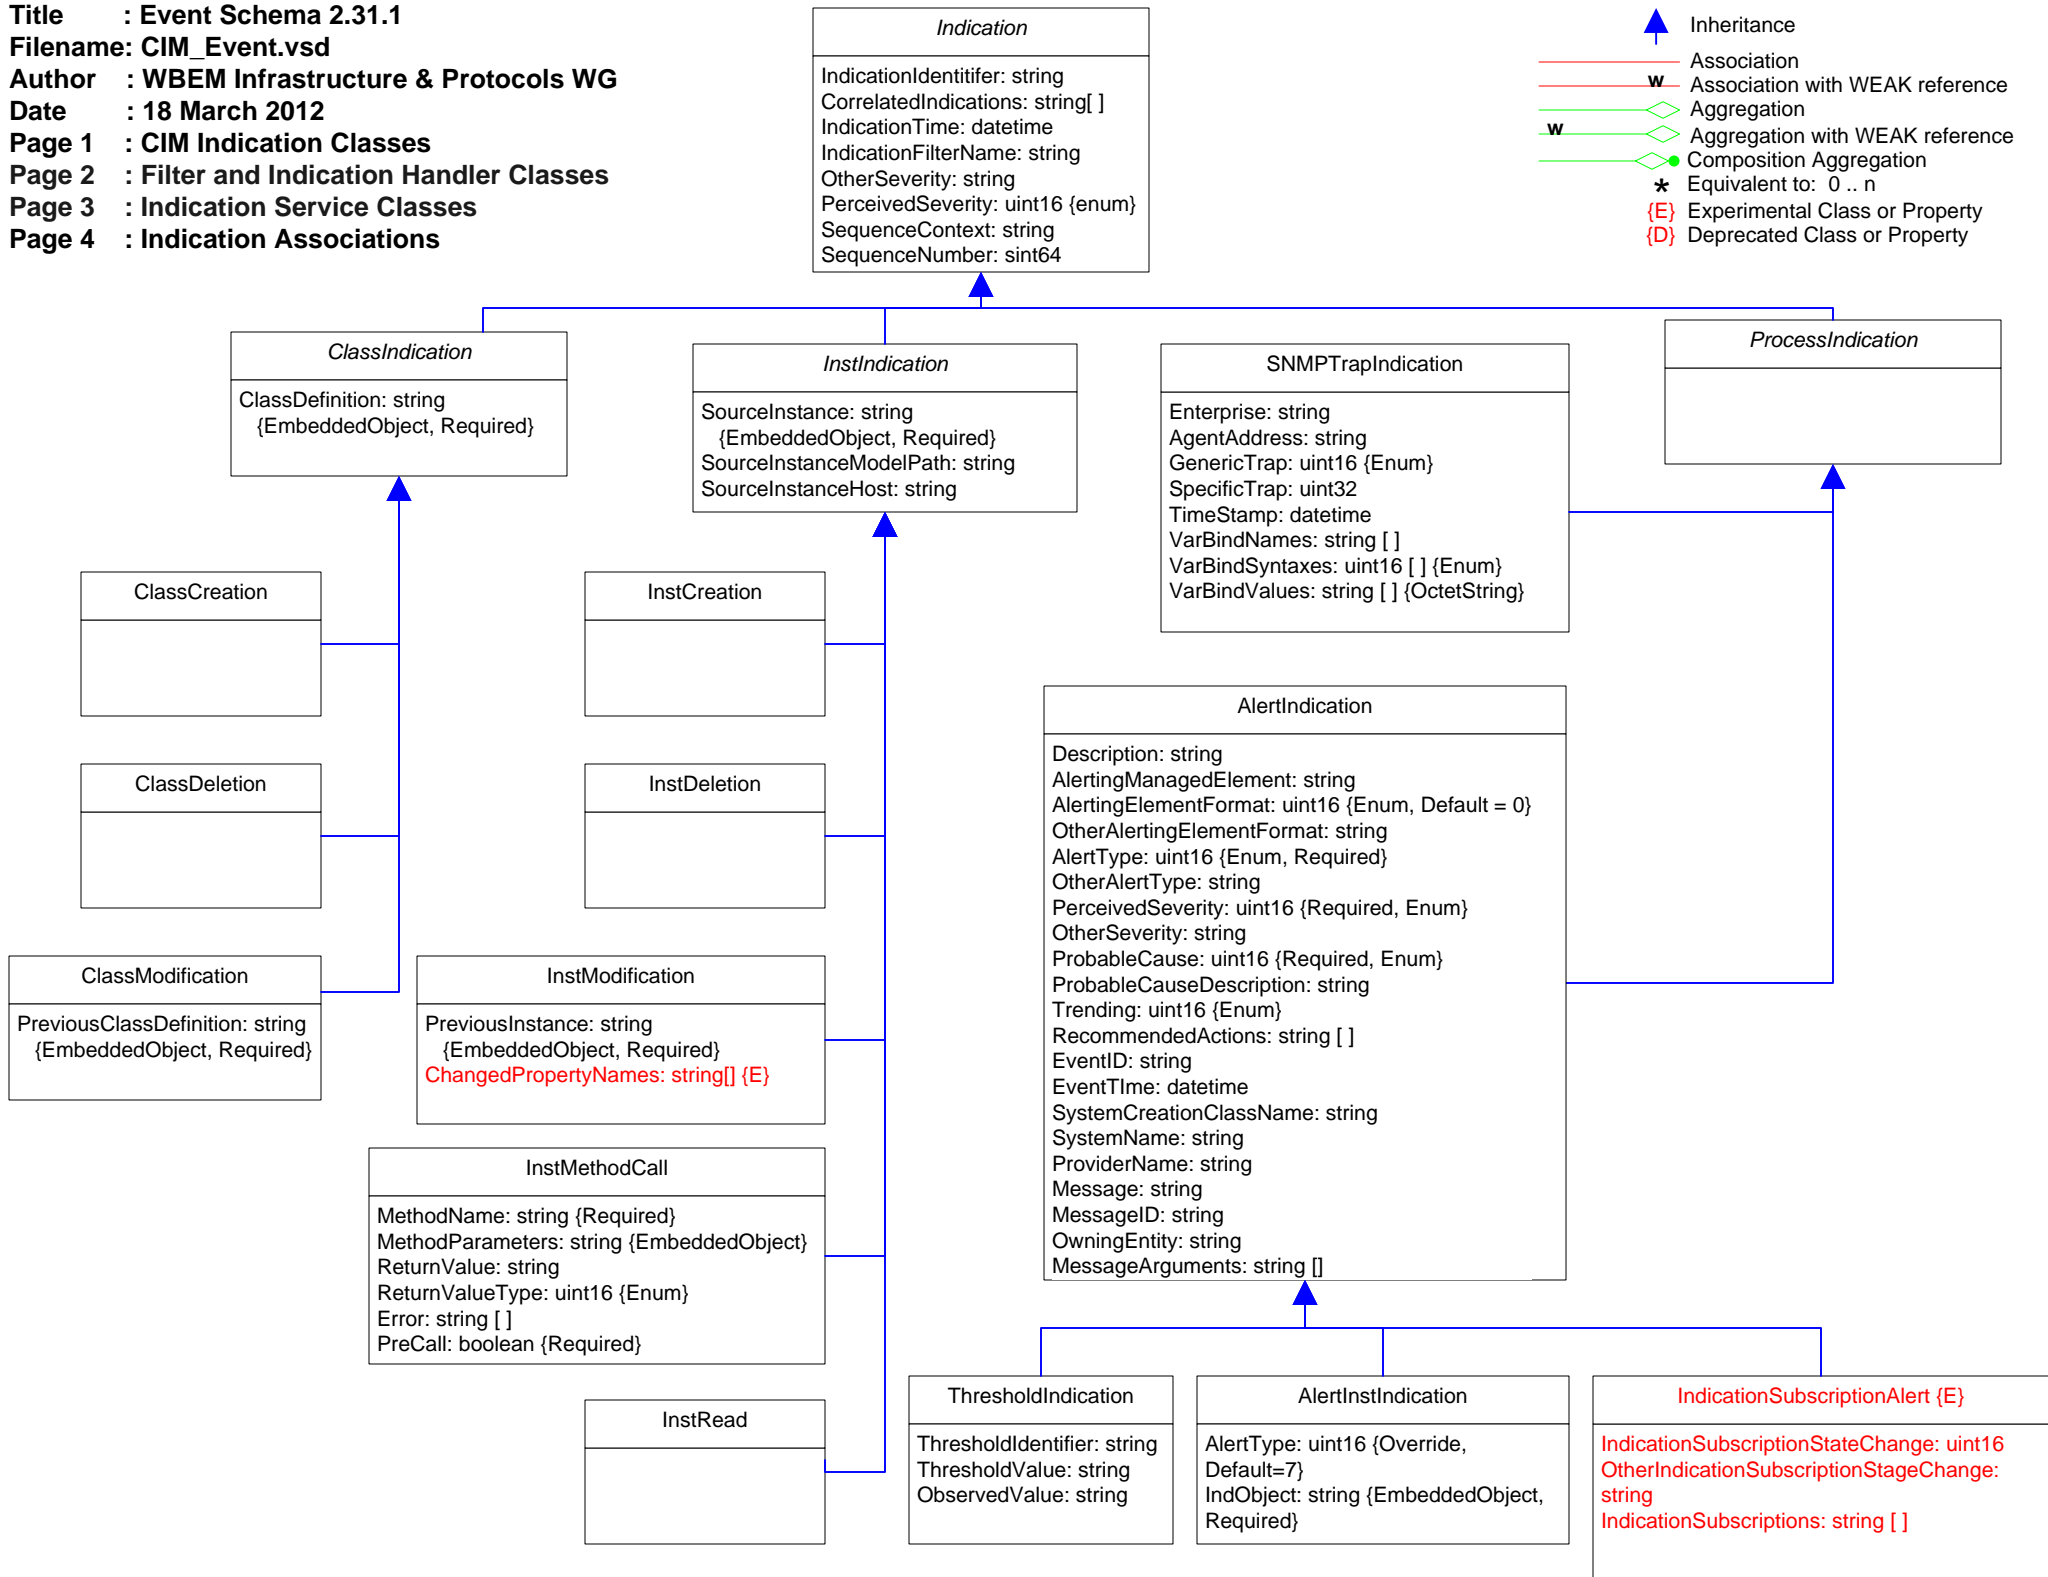 Title : Event Schema 2.31.1
Filename: CIM_Event.vsd
Author : WBEM Infrastructure & Protocols WG
Date : 18 March 2012
Page 1 : CIM Indication Classes
Page 2 : Filter and Indication Handler Classes
Page 3 : Indication Service Classes
Page 4 : Indication Associations
Indication
IndicationIdentitifer: string
CorrelatedIndications: string[ ]
IndicationTime: datetime
IndicationFilterName: string
OtherSeverity: string
PerceivedSeverity: uint16 {enum}
SequenceContext: string
SequenceNumber: sint64
Inheritance
Association
w Association with WEAK reference
Aggregation
w Aggregation with WEAK reference
Composition Aggregation
* Equivalent to: 0 .. n
{E} Experimental Class or Property
{D} Deprecated Class or Property
ClassIndication
ClassDefinition: string
{EmbeddedObject, Required}
InstIndication
SourceInstance: string
{EmbeddedObject, Required}
SourceInstanceModelPath: string
SourceInstanceHost: string
SNMPTrapIndication
Enterprise: string
AgentAddress: string
GenericTrap: uint16 {Enum}
SpecificTrap: uint32
TimeStamp: datetime
VarBindNames: string [ ]
VarBindSyntaxes: uint16 [ ] {Enum}
VarBindValues: string [ ] {OctetString}
ProcessIndication
ClassCreation
InstCreation
ClassDeletion
InstDeletion
ClassModification
PreviousClassDefinition: string
{EmbeddedObject, Required}
InstModification
PreviousInstance: string
{EmbeddedObject, Required}
ChangedPropertyNames: string[] {E}
InstMethodCall
MethodName: string {Required}
MethodParameters: string {EmbeddedObject}
ReturnValue: string
ReturnValueType: uint16 {Enum}
Error: string [ ]
PreCall: boolean {Required}
InstRead
AlertIndication
Description: string
AlertingManagedElement: string
AlertingElementFormat: uint16 {Enum, Default = 0}
OtherAlertingElementFormat: string
AlertType: uint16 {Enum, Required}
OtherAlertType: string
PerceivedSeverity: uint16 {Required, Enum}
OtherSeverity: string
ProbableCause: uint16 {Required, Enum}
ProbableCauseDescription: string
Trending: uint16 {Enum}
RecommendedActions: string [ ]
EventID: string
EventTIme: datetime
SystemCreationClassName: string
SystemName: string
ProviderName: string
Message: string
MessageID: string
OwningEntity: string
MessageArguments: string []
ThresholdIndication
ThresholdIdentifier: string
ThresholdValue: string
ObservedValue: string
AlertInstIndication
AlertType: uint16 {Override,
Default=7}
IndObject: string {EmbeddedObject,
Required}
IndicationSubscriptionAlert {E}
IndicationSubscriptionStateChange: uint16
OtherIndicationSubscriptionStageChange:
string
IndicationSubscriptions: string [ ]